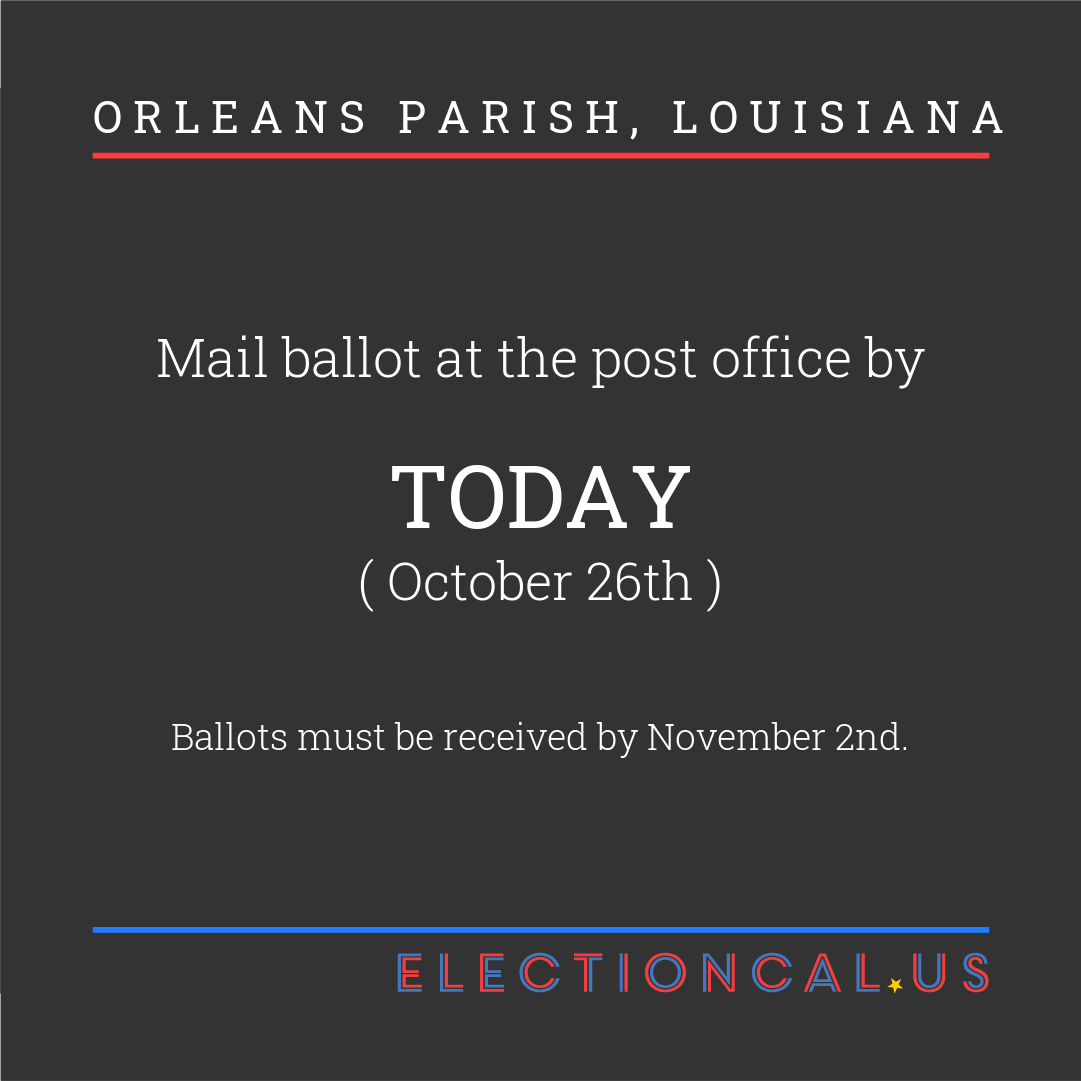 ORLEANS PARISH, LOUISIANA
Mail ballot at the post office by
TODAY
( October 26th )
Ballots must be received by November 2nd.
ELECTIONCAL.US